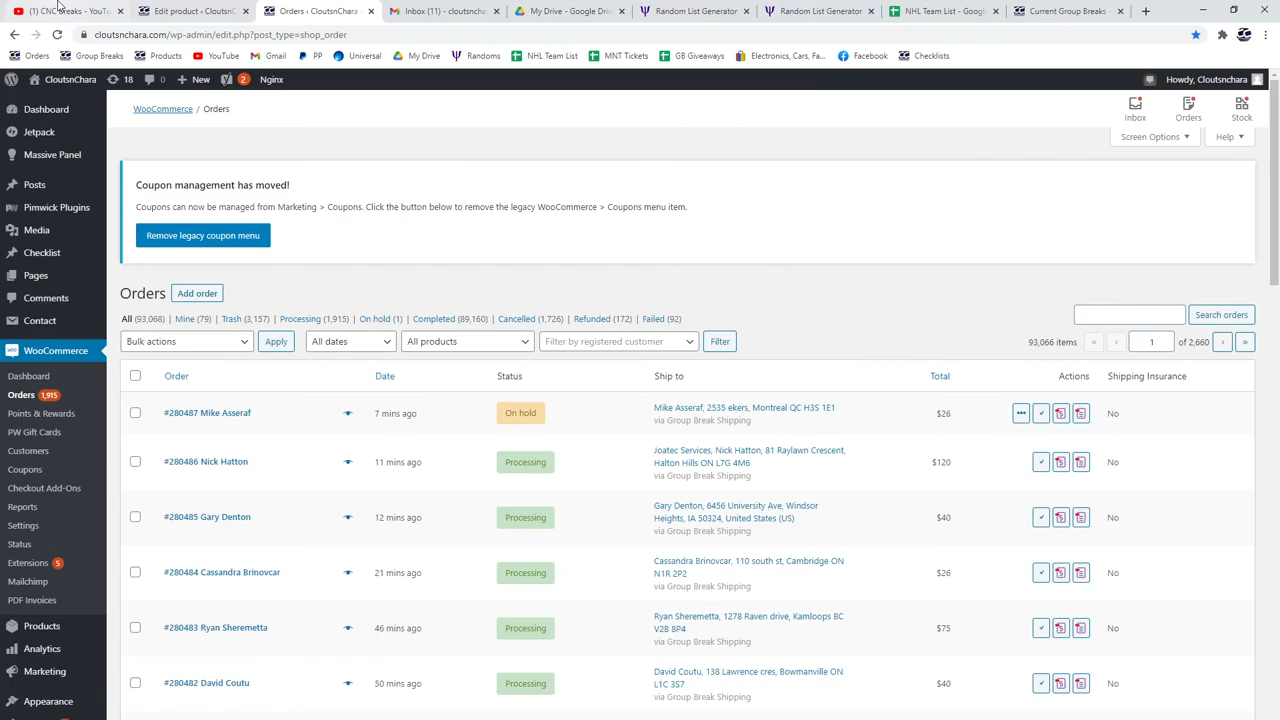 (1) CNC Breaks - YouTu
Edit product ‹ CloutsnC
Orders ‹ CloutsnChara
Inbox (11) - cloutsnchar
My Drive - Google Driv
Random List Generator
Random List Generator
NHL Team List - Google
Current Group Breaks
cloutsnchara.com/wp-admin/edit.php?post_type=shop_order
Orders
Group Breaks
Products
YouTube
Gmail
PP
Universal
My Drive
Randoms
NHL Team List
MNT Tickets
GB Giveaways
Electronics, Cars, Fa...
Facebook
Checklists
CloutsnChara
18
0
New
2
Nginx
Howdy, Cloutsnchara
Dashboard
Jetpack
Massive Panel
Posts
Pimwick Plugins
Media
Checklist
Pages
Comments
Contact
WooCommerce
Dashboard
Orders 1,915
Points & Rewards
PW Gift Cards
Customers
Coupons
Checkout Add-Ons
Reports
Settings
Status
Extensions 5
Mailchimp
PDF Invoices
Products
Analytics
Marketing
Appearance
WooCommerce / Orders
Inbox
Orders
Stock
Screen Options
Help
Coupon management has moved!
Coupons can now be managed from Marketing > Coupons. Click the button below to remove the legacy WooCommerce > Coupons menu item.
Remove legacy coupon menu
Orders
Add order
All (93,068) | Mine (79) | Trash (3,157) | Processing (1,915) | On hold (1) | Completed (89,160) | Cancelled (1,726) | Refunded (172) | Failed (92)
Search orders
Bulk actions
Apply
All dates
All products
Filter by registered customer
Filter
93,066 items « ‹ 1 of 2,660 › »
Order Date Status Ship to Total Actions Shipping Insurance
#280487 Mike Asseraf 7 mins ago On hold Mike Asseraf, 2535 ekers, Montreal QC H3S 1E1 $26 No
via Group Break Shipping
#280486 Nick Hatton 11 mins ago Processing Joatec Services, Nick Hatton, 81 Raylawn Crescent, $120 No
Halton Hills ON L7G 4M6
via Group Break Shipping
#280485 Gary Denton 12 mins ago Processing Gary Denton, 6456 University Ave, Windsor $40 No
Heights, IA 50324, United States (US)
via Group Break Shipping
#280484 Cassandra Brinovcar 21 mins ago Processing Cassandra Brinovcar, 110 south st, Cambridge ON $26 No
N1R 2P2
via Group Break Shipping
#280483 Ryan Sheremetta 46 mins ago Processing Ryan Sheremetta, 1278 Raven drive, Kamloops BC $75 No
V2B 8P4
via Group Break Shipping
#280482 David Coutu 50 mins ago Processing David Coutu, 138 Lawrence cres, Bowmanville ON $40 No
L1C 3S7
via Group Break Shipping